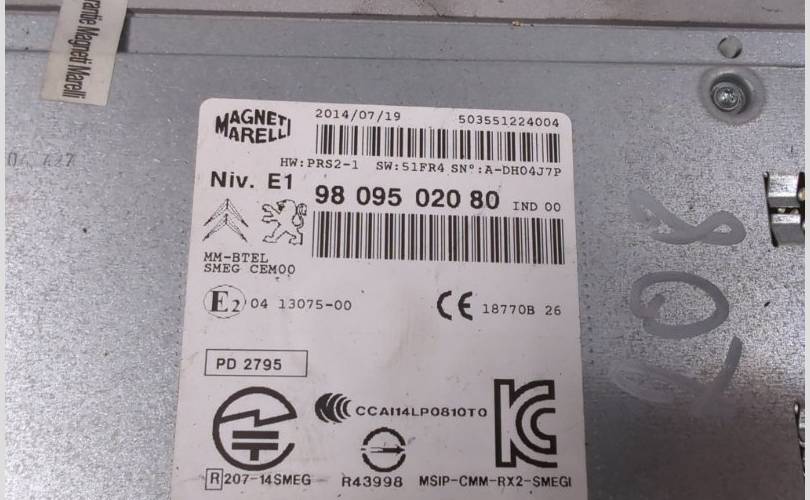 Garantie Magneti Marelli
MAGNETI
MARELLI
2014/07/19 503551224004
HW:PRS2-1 SW:51FR4 SN°:A-DH04J7P
Niv. E1 98 095 020 80 IND 00
MM-BTEL
SMEG CEM00
E2 04 13075-00 CE 18770B 26
PD 2795
CCAI14LP0810T0
R 207-14SMEG R43998 MSIP-CMM-RX2-SMEGI
208